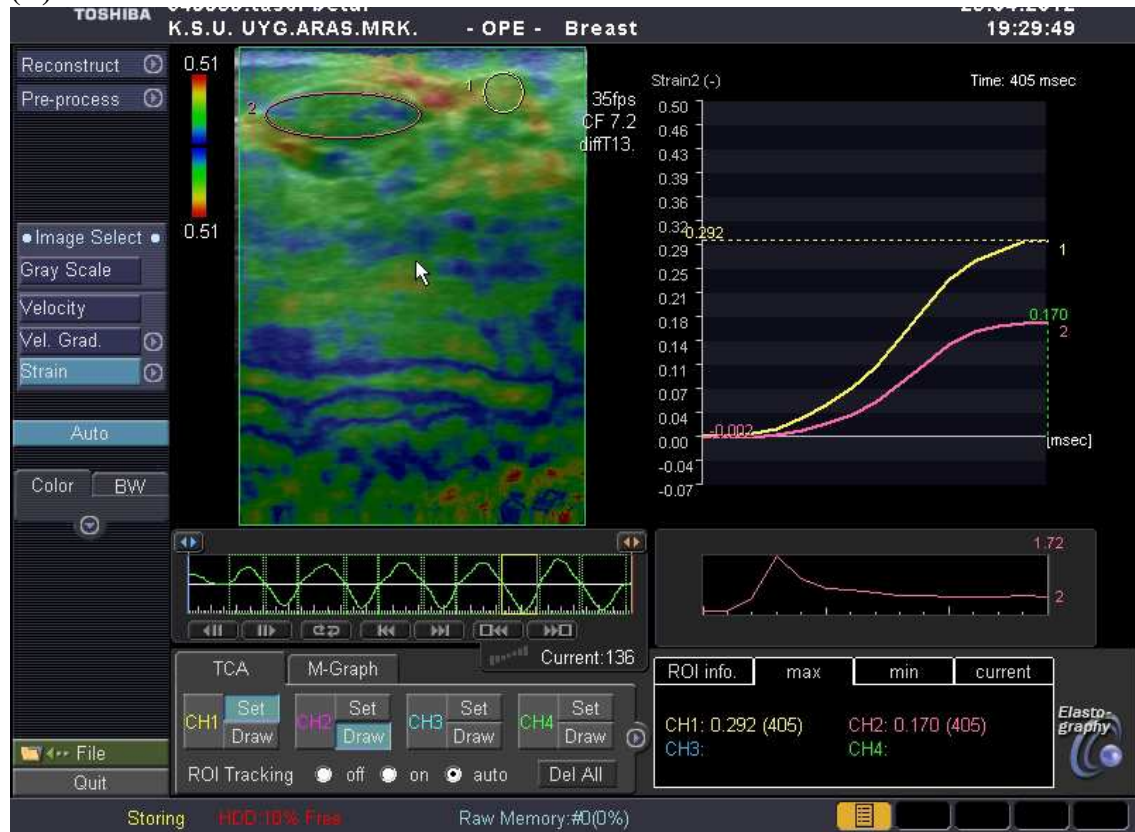 TOSHIBA
K.S.U. UYG.ARAS.MRK. - OPE - Breast
19:29:49
Reconstruct
Pre-process
Image Select
Gray Scale
Velocity
Vel. Grad.
Strain
Auto
Color BW
File
Quit
0.51
0.51
1
2
35fps
CF 7.2
diffT13.
Strain2 (-) Time: 405 msec
0.50
0.46
0.43
0.39
0.36
0.32
0.292
0.29
0.25
0.21
0.18
0.14
0.11
0.07
0.04
0.00
-0.04
-0.07
-0.002
1
0.170
2
[msec]
1.72
2
Current:136
TCA M-Graph
CH1 Set Draw CH2 Set Draw CH3 Set Draw CH4 Set Draw
ROI Tracking off on auto Del All
ROI info. max min current
CH1: 0.292 (405) CH2: 0.170 (405)
CH3: CH4:
Elasto-
graphy
Storing HDD:10% Free Raw Memory:#0(0%)